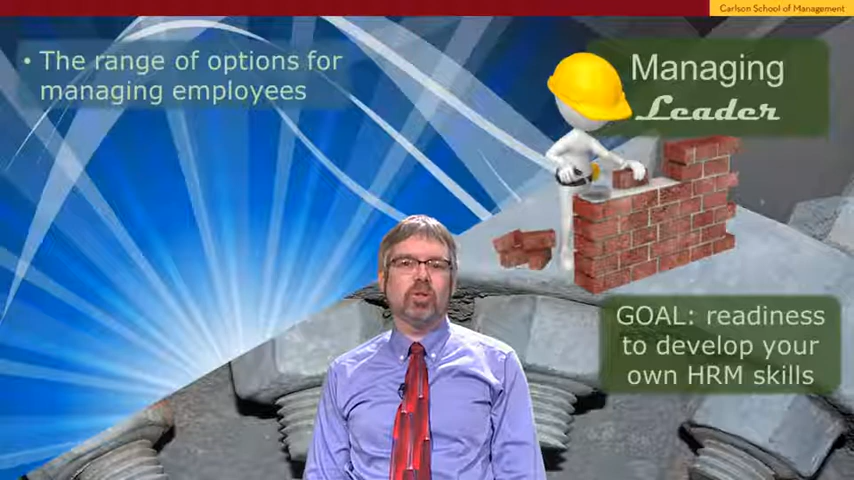 Carlson School of Management
• The range of options for
managing employees
Managing
Leader
GOAL: readiness
to develop your
own HRM skills